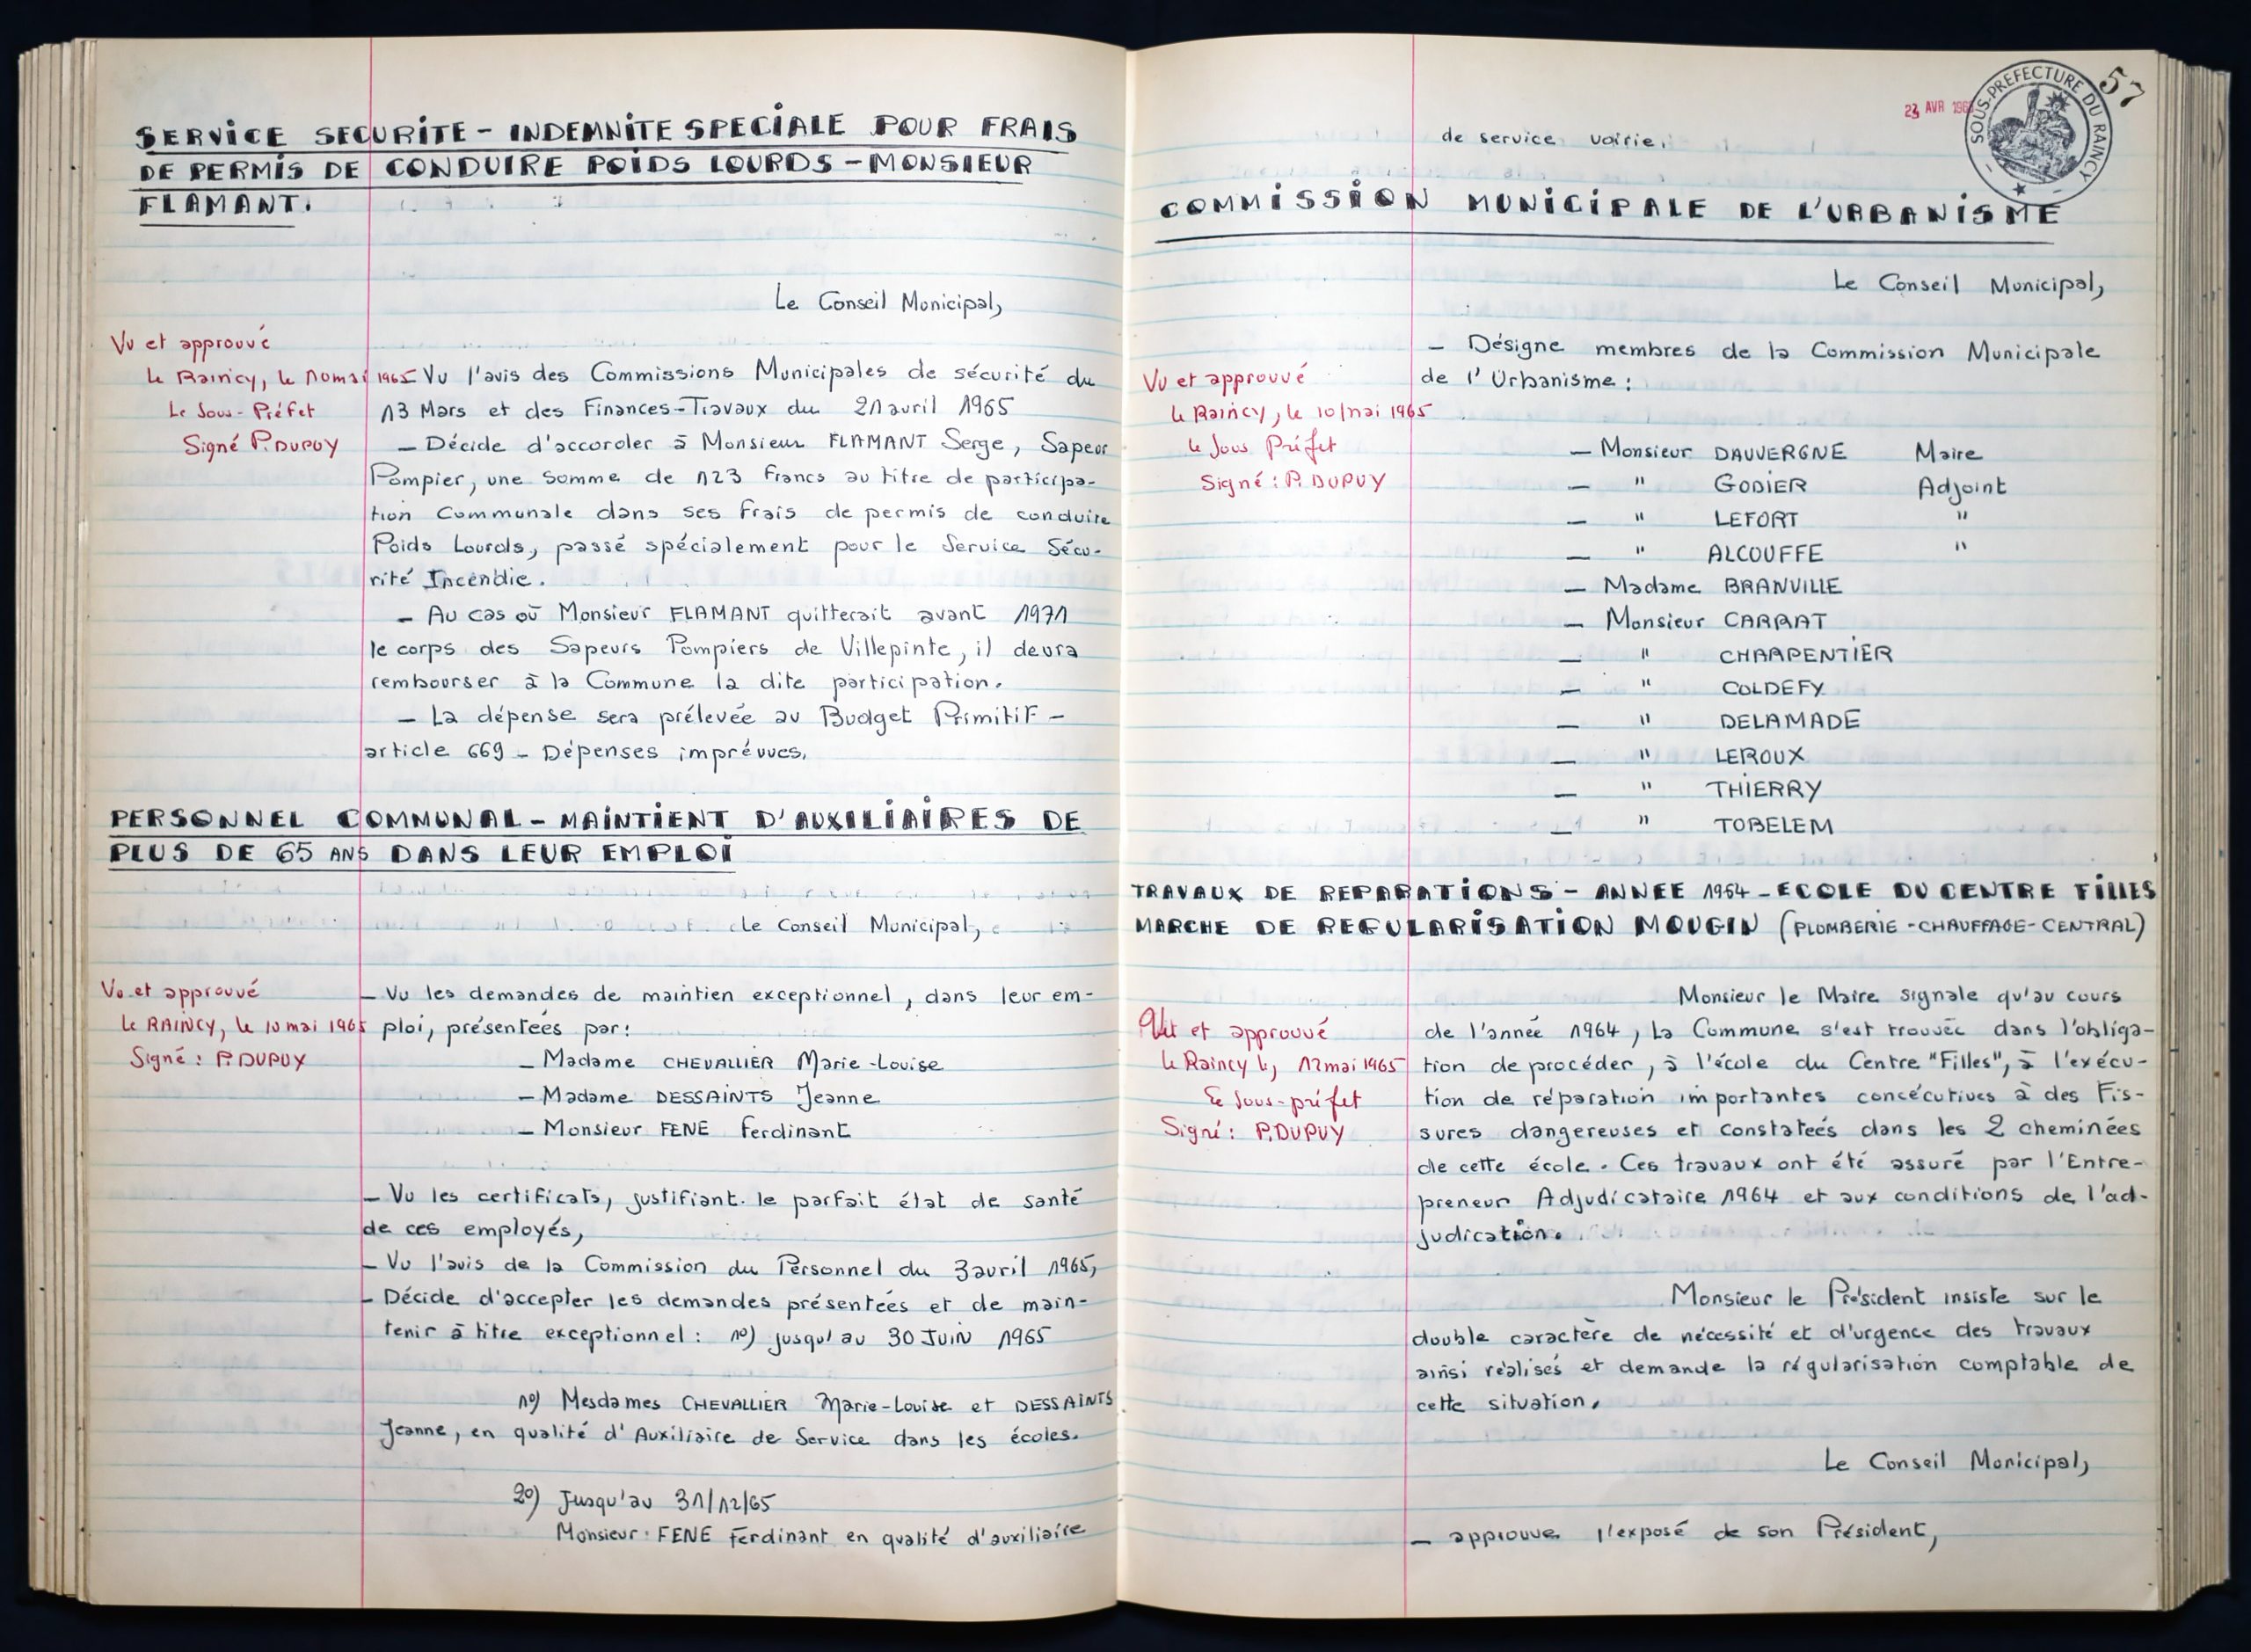 SERVICE SECURITE - INDEMNITE SPECIALE POUR FRAIS
DE PERMIS DE CONDUIRE POIDS LOURDS - MONSIEUR
FLAMANT.
Le Conseil Municipal,
Vu et approuvé
Le Raincy, le 10 mai 1965
Le Sous-Préfet
Signé P. DUPUY
Vu l'avis des Commissions Municipales de sécurité du
13 Mars et des Finances-Travaux du 21 avril 1965
- Décide d'accorder à Monsieur FLAMANT Serge, Sapeur
Pompier, une somme de 123 Francs au titre de participa-
tion Communale dans ses frais de permis de conduire
Poids Lourds, passé spécialement pour le Service Sécu-
rité Incendie.
- Au cas où Monsieur FLAMANT quitterait avant 1971
le corps des Sapeurs Pompiers de Villepinte, il devra
rembourser à la Commune la dite participation.
- La dépense sera prélevée au Budget Primitif -
article 669 - Dépenses imprévues.
PERSONNEL COMMUNAL - MAINTIENT D'AUXILIAIRES DE
PLUS DE 65 ANS DANS LEUR EMPLOI
Le Conseil Municipal,
Vu et approuvé
Le RAINCY, le 10 mai 1965
Signé : P. DUPUY
- Vu les demandes de maintien exceptionnel, dans leur em-
ploi, présentées par :
- Madame CHEVALLIER Marie-Louise
- Madame DESSAINTS Jeanne
- Monsieur FENE Ferdinant
- Vu les certificats, justifiant le parfait état de santé
de ces employés,
- Vu l'avis de la Commission du Personnel du 3 avril 1965,
- Décide d'accepter les demandes présentées et de main-
tenir à titre exceptionnel : 1°) jusqu'au 30 JUIN 1965
1°) Mesdames CHEVALLIER Marie-Louise et DESSAINTS
Jeanne, en qualité d'Auxiliaire de Service dans les écoles.
2°) Jusqu'au 31/12/65
Monsieur : FENE Ferdinant en qualité d'auxiliaire
57
23 AVR 196
SOUS-PREFECTURE DU RAINCY
de service voirie.
COMMISSION MUNICIPALE DE L'URBANISME
Le Conseil Municipal,
- Désigne membres de la Commission Municipale
de l'Urbanisme :
Vu et approuvé
le Raincy, le 10 mai 1965
le Sous Préfet
Signé : P. DUPUY
- Monsieur DAUVERGNE Maire
- " GODIER Adjoint
- " LEFORT "
- " ALCOUFFE "
- Madame BRANVILLE
- Monsieur CARRAT
- " CHARPENTIER
- " COLDEFY
- " DELAMADE
- " LEROUX
- " THIERRY
- " TOBELEM
TRAVAUX DE REPARATIONS - ANNEE 1964 - ECOLE DU CENTRE FILLES
MARCHE DE REGULARISATION MOUGIN (PLOMBERIE - CHAUFFAGE - CENTRAL)
Monsieur le Maire signale qu'au cours
de l'année 1964, La Commune s'est trouvée dans l'obliga-
tion de procéder, à l'école du Centre "Filles", à l'exécu-
tion de réparation importantes concécutives à des Fis-
sures dangereuses et constatées dans les 2 cheminées
de cette école. Ces travaux ont été assuré par l'Entre-
preneur Adjudicataire 1964 et aux conditions de l'ad-
judication.
Vu et approuvé
le Raincy le, 12 mai 1965
Le Sous-préfet
Signé : P. DUPUY
Monsieur le Président insiste sur le
double caractère de nécessité et d'urgence des travaux
ainsi réalisés et demande la régularisation comptable de
cette situation.
Le Conseil Municipal,
- approuve l'exposé de son Président,